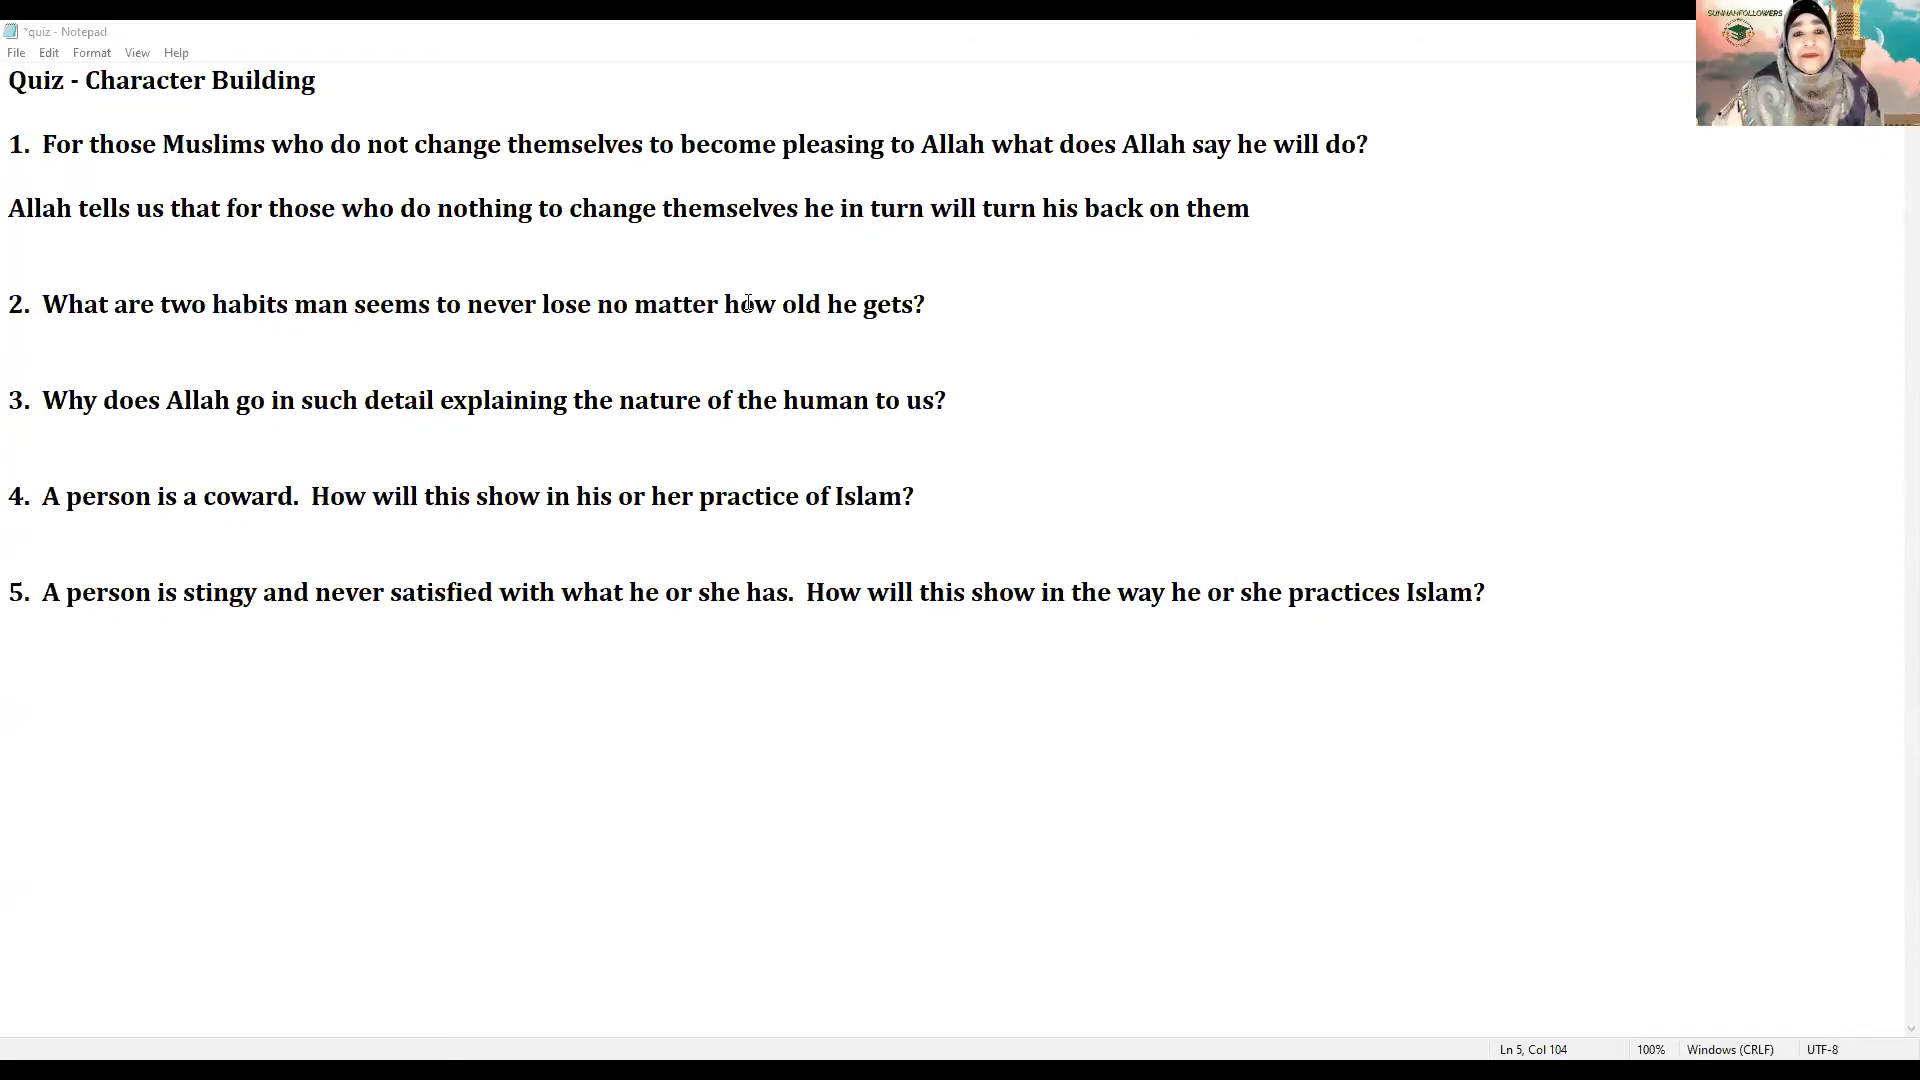 *quiz - Notepad
File Edit Format View Help
SUNNAHFOLLOWERS
Quiz - Character Building
1. For those Muslims who do not change themselves to become pleasing to Allah what does Allah say he will do?
Allah tells us that for those who do nothing to change themselves he in turn will turn his back on them
2. What are two habits man seems to never lose no matter how old he gets?
3. Why does Allah go in such detail explaining the nature of the human to us?
4. A person is a coward. How will this show in his or her practice of Islam?
5. A person is stingy and never satisfied with what he or she has. How will this show in the way he or she practices Islam?
Ln 5, Col 104 100% Windows (CRLF) UTF-8